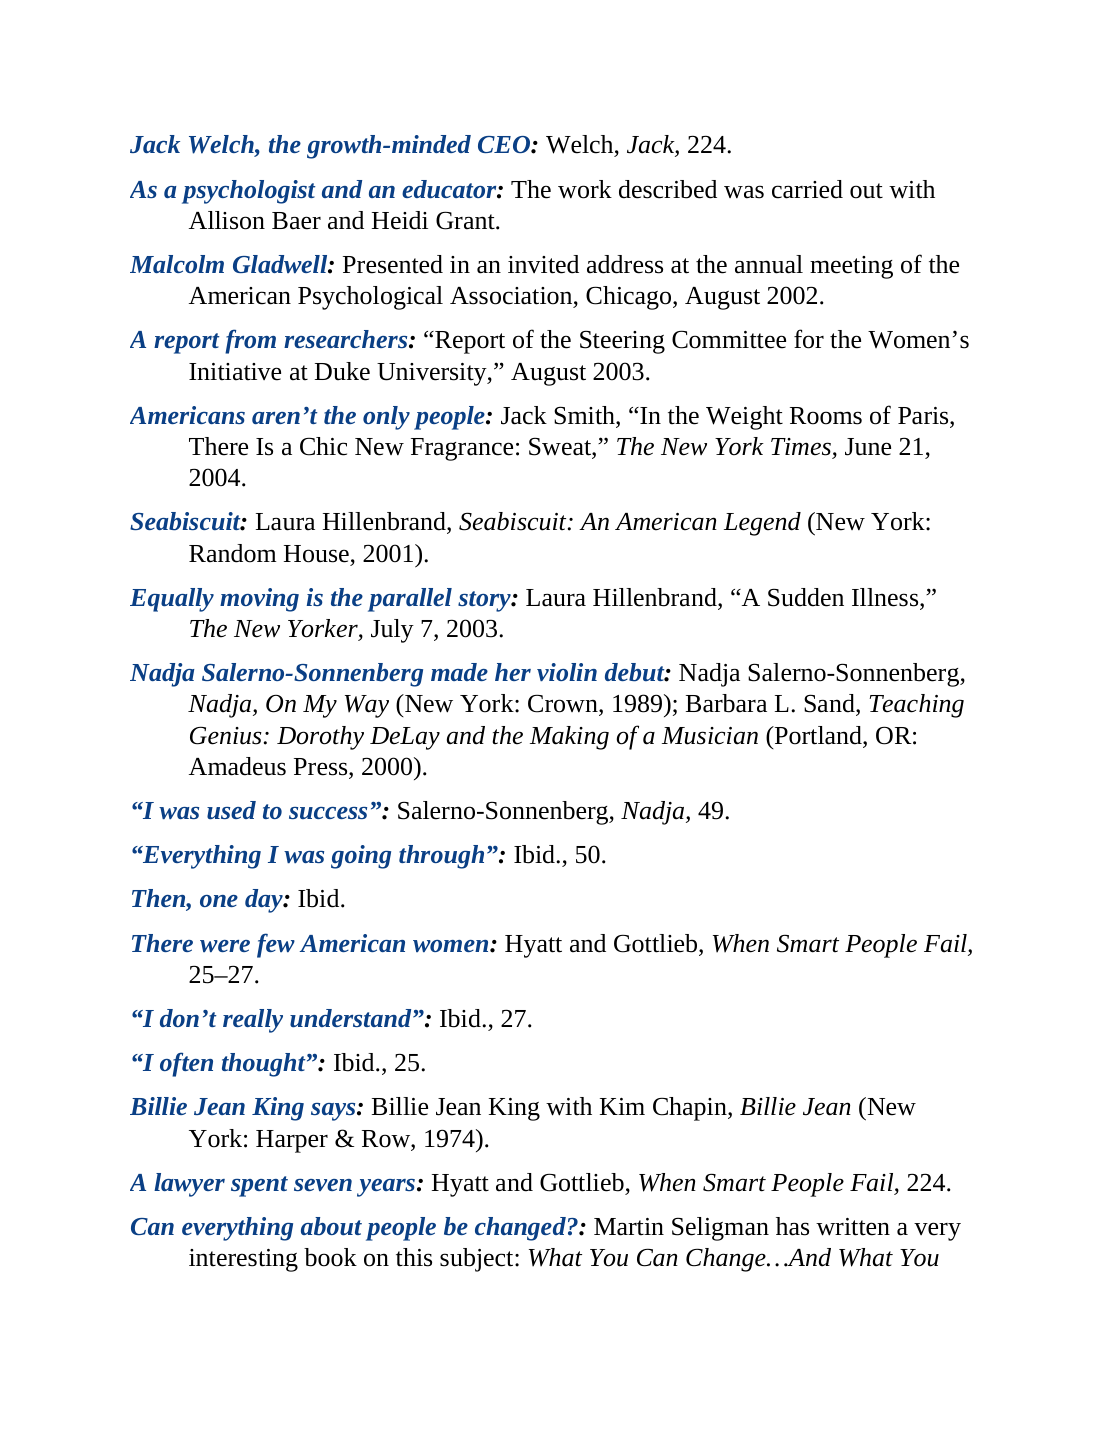 Jack Welch, the growth-minded CEO: Welch, Jack, 224.
As a psychologist and an educator: The work described was carried out with
Allison Baer and Heidi Grant.
Malcolm Gladwell: Presented in an invited address at the annual meeting of the
American Psychological Association, Chicago, August 2002.
A report from researchers: “Report of the Steering Committee for the Women’s
Initiative at Duke University,” August 2003.
Americans aren’t the only people: Jack Smith, “In the Weight Rooms of Paris,
There Is a Chic New Fragrance: Sweat,” The New York Times, June 21,
2004.
Seabiscuit: Laura Hillenbrand, Seabiscuit: An American Legend (New York:
Random House, 2001).
Equally moving is the parallel story: Laura Hillenbrand, “A Sudden Illness,”
The New Yorker, July 7, 2003.
Nadja Salerno-Sonnenberg made her violin debut: Nadja Salerno-Sonnenberg,
Nadja, On My Way (New York: Crown, 1989); Barbara L. Sand, Teaching
Genius: Dorothy DeLay and the Making of a Musician (Portland, OR:
Amadeus Press, 2000).
“I was used to success”: Salerno-Sonnenberg, Nadja, 49.
“Everything I was going through”: Ibid., 50.
Then, one day: Ibid.
There were few American women: Hyatt and Gottlieb, When Smart People Fail,
25–27.
“I don’t really understand”: Ibid., 27.
“I often thought”: Ibid., 25.
Billie Jean King says: Billie Jean King with Kim Chapin, Billie Jean (New
York: Harper & Row, 1974).
A lawyer spent seven years: Hyatt and Gottlieb, When Smart People Fail, 224.
Can everything about people be changed?: Martin Seligman has written a very
interesting book on this subject: What You Can Change…And What You